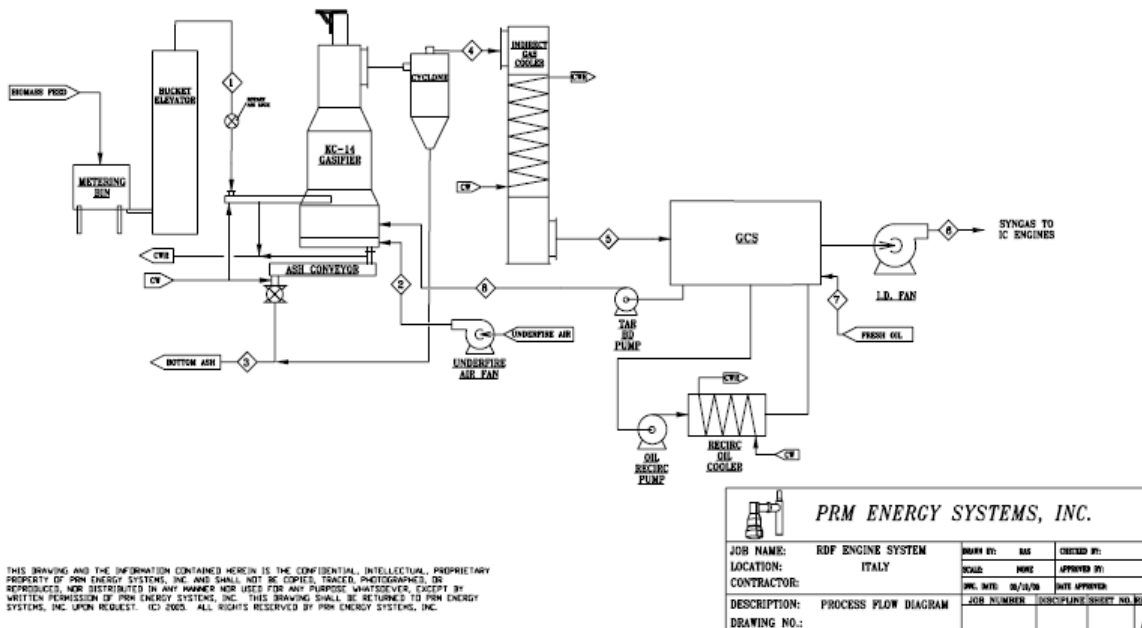 BIOMASS FEED
METERING
BIN
BUCKET
ELEVATOR
1
ROTARY
AIR LOCK
KC-14
GASIFIER
CYCLONE
4
INDIRECT
GAS
COOLER
CWR
CW
5
GCS
6
SYNGAS TO
IC ENGINES
I.D. FAN
7
FRESH OIL
CWR
CW
ASH CONVEYOR
2
8
TAR
BD
PUMP
BOTTOM ASH
3
UNDERFIRE AIR
UNDERFIRE
AIR FAN
CWR
CW
OIL
RECIRC
PUMP
RECIRC
OIL
COOLER
THIS DRAWING AND THE INFORMATION CONTAINED HEREIN IS THE CONFIDENTIAL, INTELLECTUAL, PROPRIETARY
PROPERTY OF PRM ENERGY SYSTEMS, INC. AND SHALL NOT BE COPIED, TRACED, PHOTOGRAPHED, OR
REPRODUCED, NOR DISTRIBUTED IN ANY MANNER NOR USED FOR ANY PURPOSE WHATSOEVER, EXCEPT BY
WRITTEN PERMISSION OF PRM ENERGY SYSTEMS, INC. THIS DRAWING SHALL BE RETURNED TO PRM ENERGY
SYSTEMS, INC. UPON REQUEST. (C) 2005. ALL RIGHTS RESERVED BY PRM ENERGY SYSTEMS, INC.
PRM ENERGY SYSTEMS, INC.
JOB NAME: RDF ENGINE SYSTEM
LOCATION: ITALY
CONTRACTOR:
DRAWN BY: RAS CHECKED BY:
SCALE: NONE APPROVED BY:
DWG. DATE: DATE APPROVED:
DESCRIPTION: PROCESS FLOW DIAGRAM
JOB NUMBER DISCIPLINE SHEET NO.
DRAWING NO.: